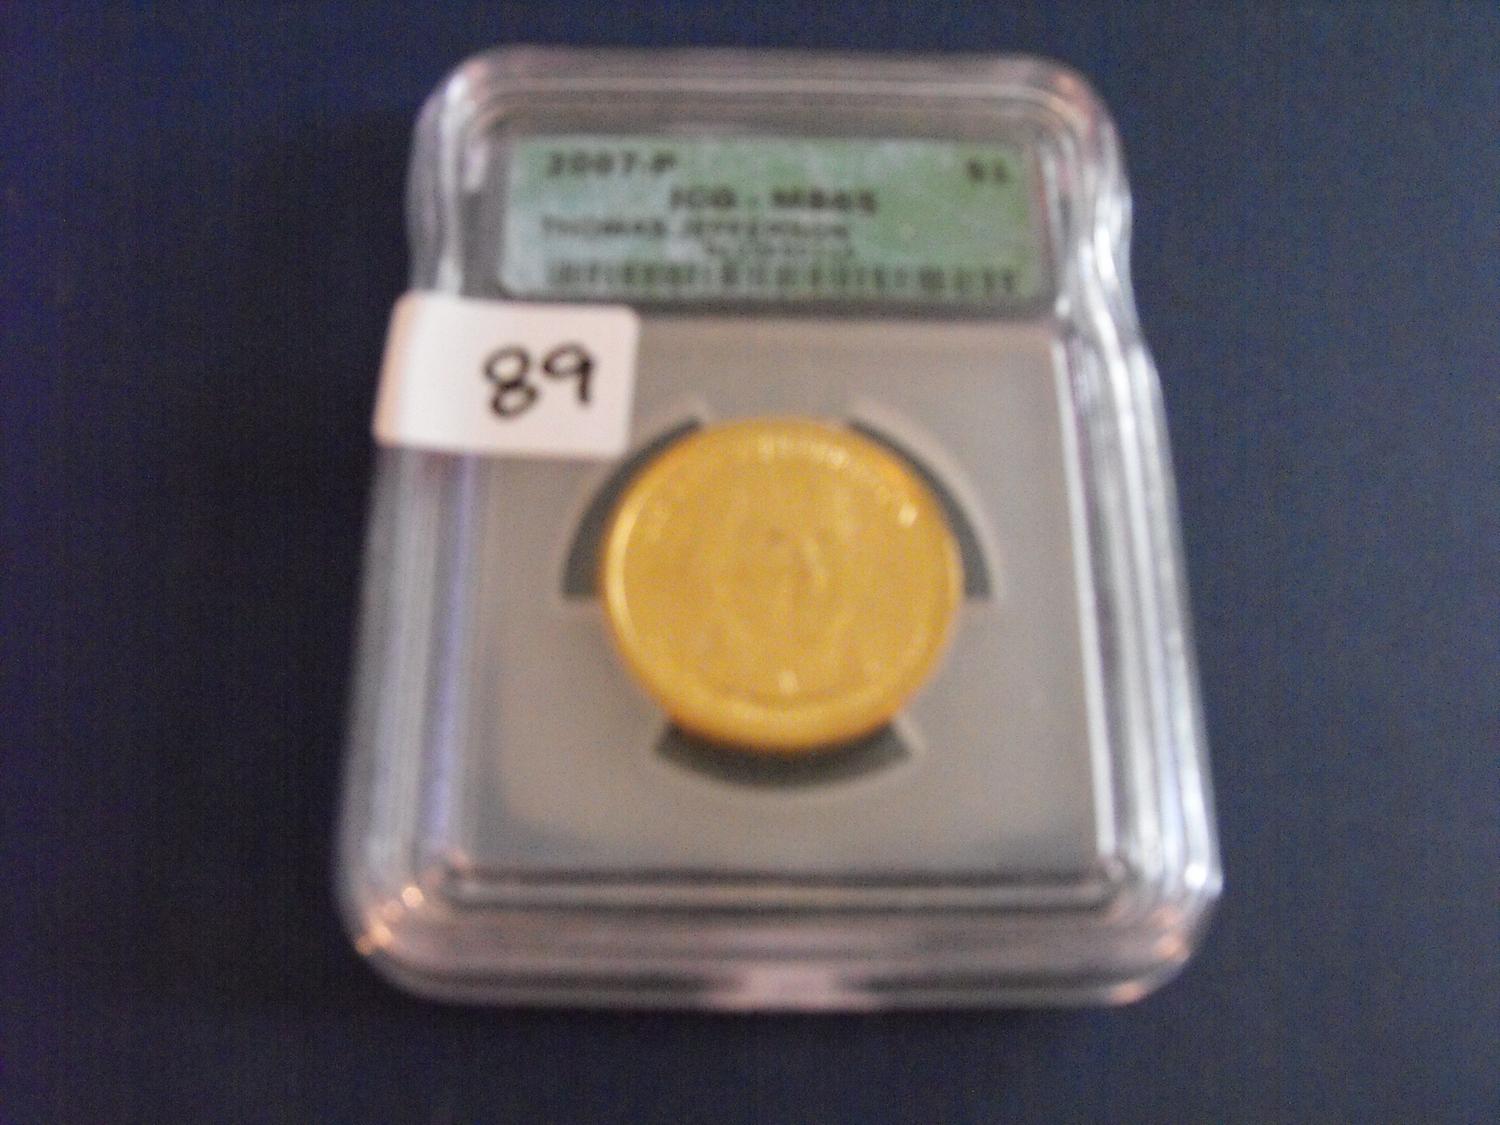 2007-P $1
ICG - MS65
THOMAS JEFFERSON
89